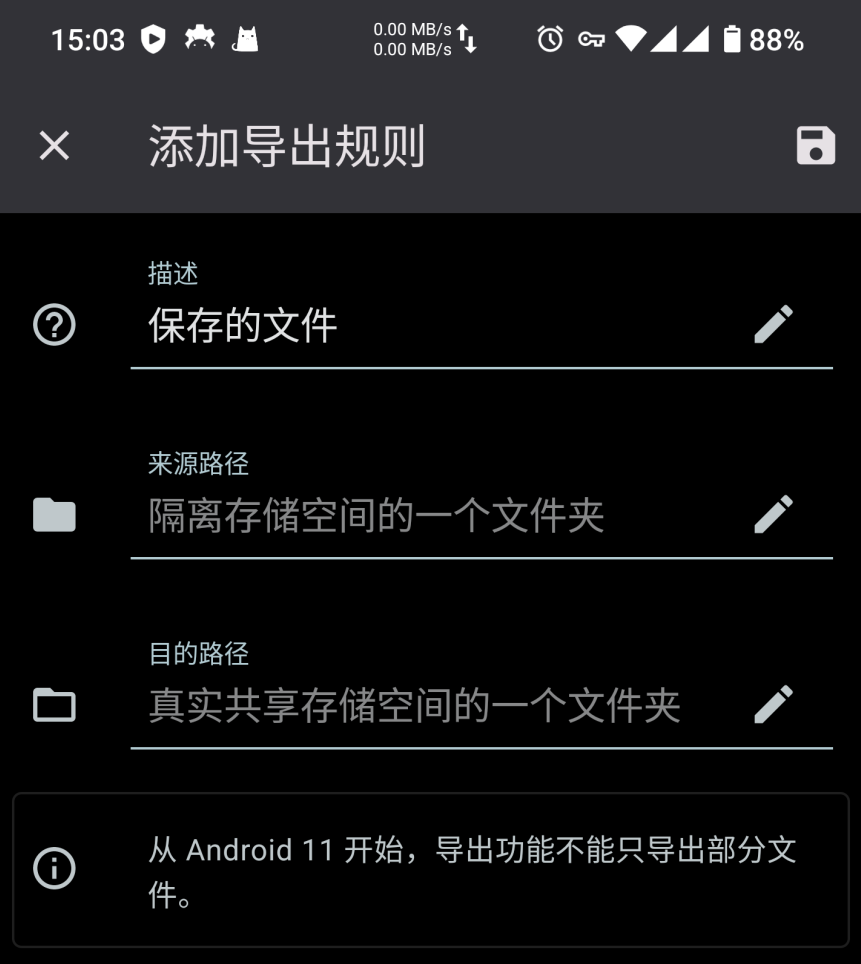 15:03
0.00 MB/s
0.00 MB/s
88%
添加导出规则
描述
保存的文件
来源路径
隔离存储空间的一个文件夹
目的路径
真实共享存储空间的一个文件夹
从 Android 11 开始，导出功能不能只导出部分文
件。